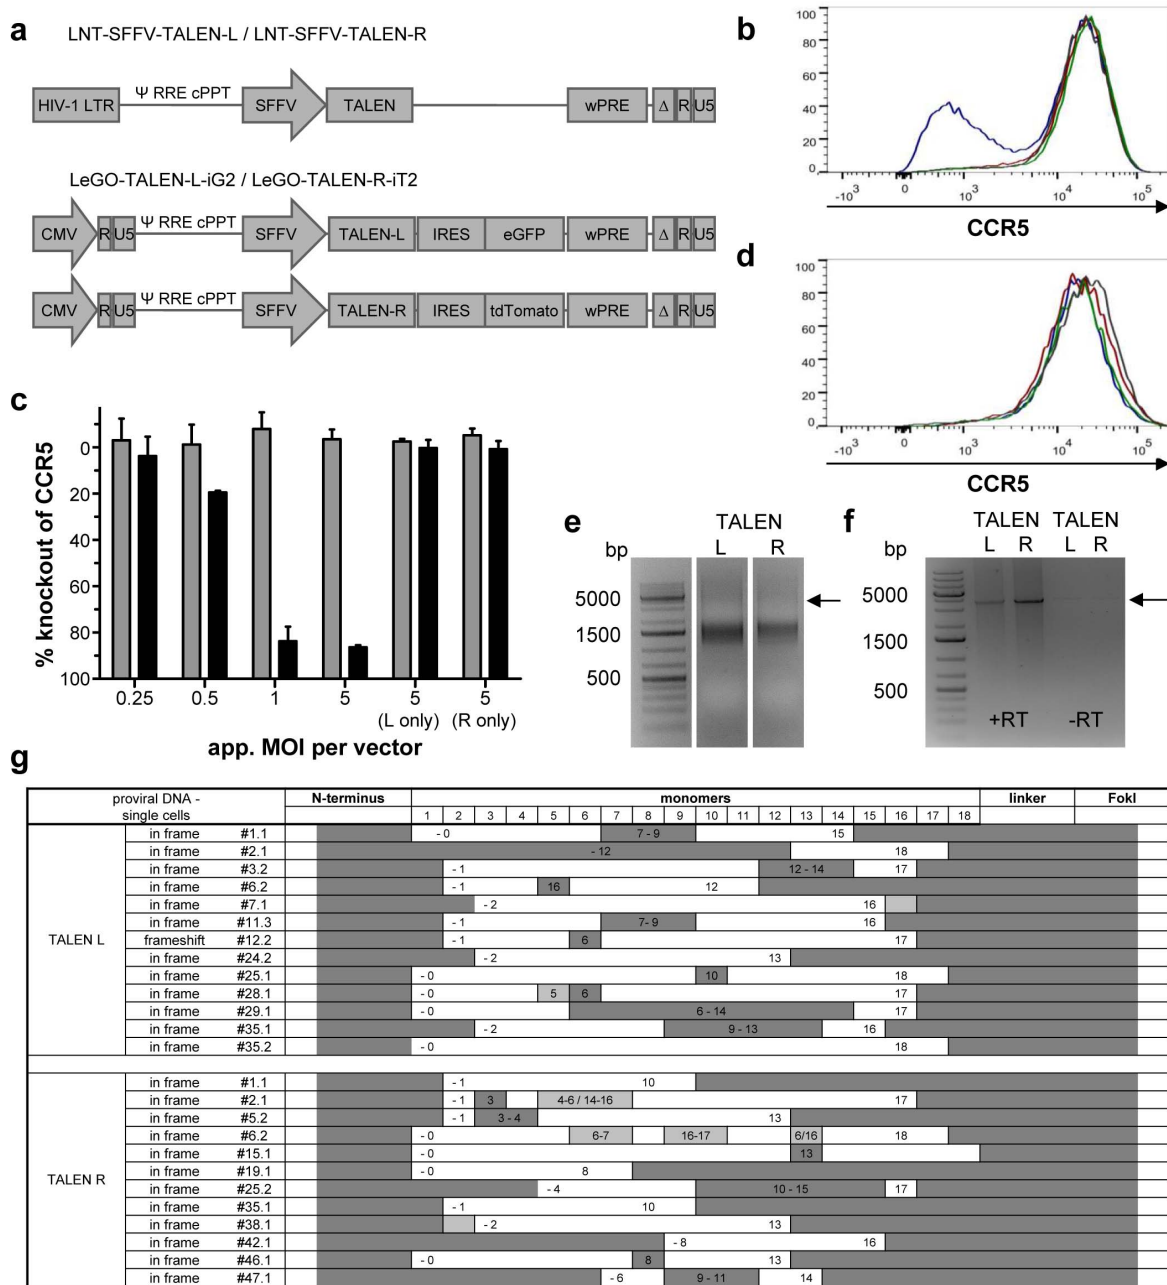 a
LNT-SFFV-TALEN-L / LNT-SFFV-TALEN-R
HIV-1 LTR Ψ RRE cPPT SFFV TALEN wPRE Δ R U5
LeGO-TALEN-L-iG2 / LeGO-TALEN-R-iT2
CMV R U5 Ψ RRE cPPT SFFV TALEN-L IRES eGFP wPRE Δ R U5
CMV R U5 Ψ RRE cPPT SFFV TALEN-R IRES tdTomato wPRE Δ R U5
b
100
80
60
40
20
0
-10³ 0 10³ 10⁴ 10⁵
CCR5
d
100
80
60
40
20
0
-10³ 0 10³ 10⁴ 10⁵
CCR5
c
% knockout of CCR5
0
20
40
60
80
100
0.25 0.5 1 5 5 5
(L only) (R only)
app. MOI per vector
e
TALEN
bp L R
5000
1500
500
f
TALEN TALEN
bp L R L R
5000
1500
500
+RT -RT
g
proviral DNA - N-terminus monomers linker FokI
single cells 1 2 3 4 5 6 7 8 9 10 11 12 13 14 15 16 17 18
TALEN L
in frame #1.1 - 0 7 - 9 15
in frame #2.1 - 12 18
in frame #3.2 - 1 12 - 14 17
in frame #6.2 - 1 16 12
in frame #7.1 - 2 16
in frame #11.3 - 1 7- 9 16
frameshift #12.2 - 1 6 17
in frame #24.2 - 2 13
in frame #25.1 - 0 10 18
in frame #28.1 - 0 5 6 17
in frame #29.1 - 0 6 - 14 17
in frame #35.1 - 2 9 - 13 16
in frame #35.2 - 0 18
TALEN R
in frame #1.1 - 1 10
in frame #2.1 - 1 3 4-6 / 14-16 17
in frame #5.2 - 1 3 - 4 13
in frame #6.2 - 0 6-7 16-17 6/16 18
in frame #15.1 - 0 13
in frame #19.1 - 0 8
in frame #25.2 - 4 10 - 15 17
in frame #35.1 - 1 10
in frame #38.1 - 2 13
in frame #42.1 - 8 16
in frame #46.1 - 0 8 13
in frame #47.1 - 6 9 - 11 14